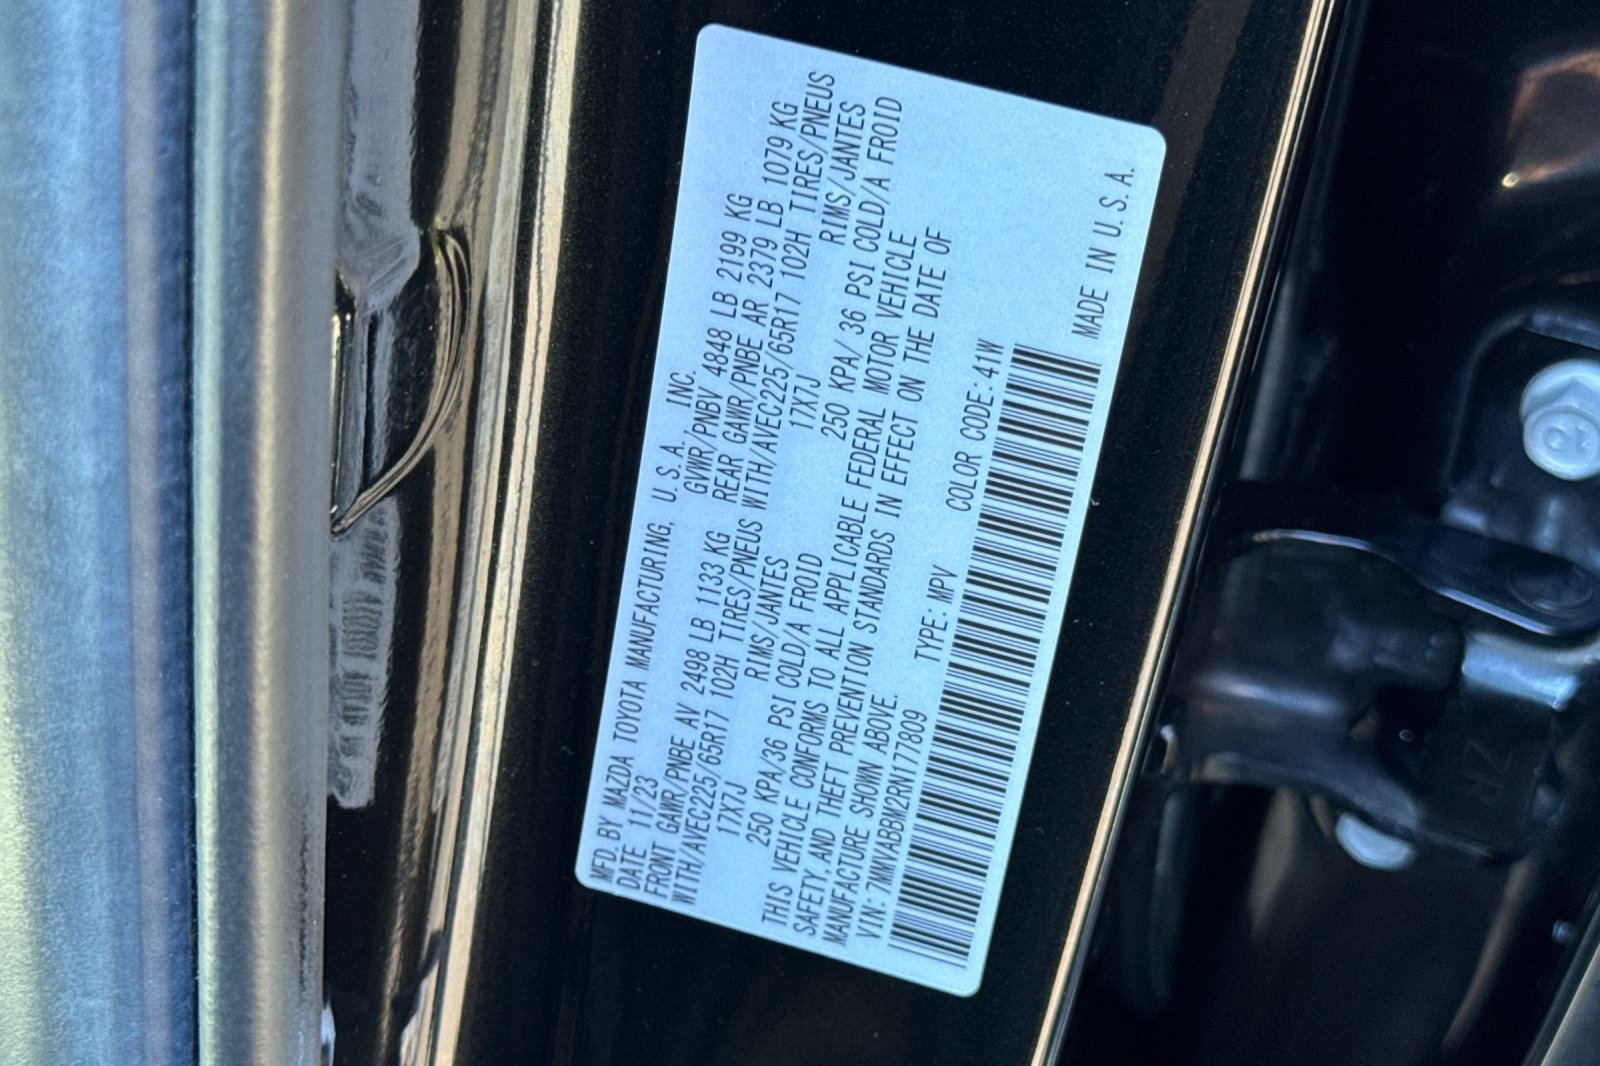 MFD. BY MAZDA TOYOTA MANUFACTURING, U.S.A. INC.
DATE 11/23 GVWR/PNBV 4848 LB 2199 KG
FRONT GAWR/PNBE AV 2498 LB 1133 KG REAR GAWR/PNBE AR 2379 LB 1079 KG
WITH/AVEC225/65R17 102H TIRES/PNEUS WITH/AVEC225/65R17 102H TIRES/PNEUS
17X7J RIMS/JANTES 17X7J RIMS/JANTES
250 KPA/36 PSI COLD/A FROID 250 KPA/ 36 PSI COLD/A FROID
THIS VEHICLE CONFORMS TO ALL APPLICABLE FEDERAL MOTOR VEHICLE
SAFETY,AND THEFT PREVENTION STANDARDS IN EFFECT ON THE DATE OF
MANUFACTURE SHOWN ABOVE.
VIN: 7MMVABBM2RN177809 TYPE: MPV COLOR CODE: 41W
MADE IN U.S.A.